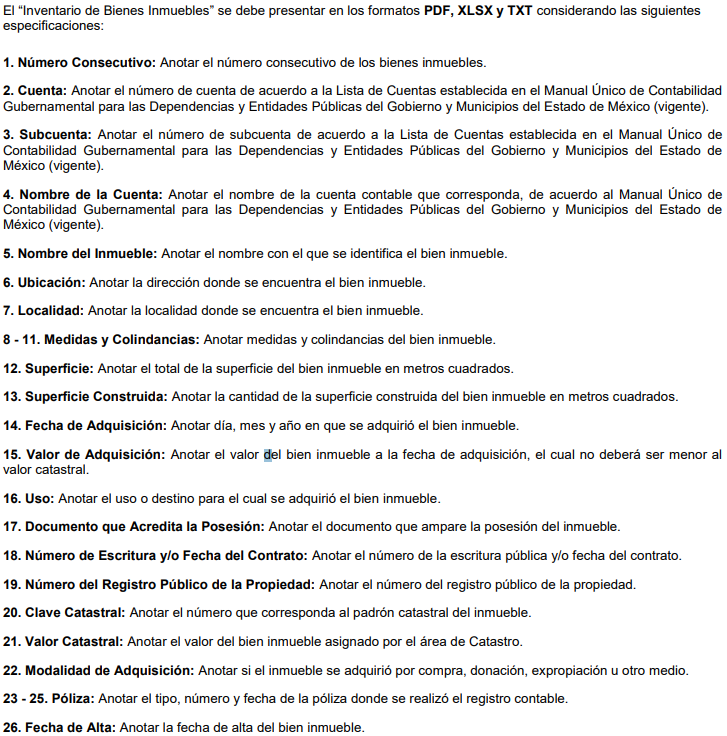 El “Inventario de Bienes Inmuebles” se debe presentar en los formatos PDF, XLSX y TXT considerando las siguientes
especificaciones:
1. Número Consecutivo: Anotar el número consecutivo de los bienes inmuebles.
2. Cuenta: Anotar el número de cuenta de acuerdo a la Lista de Cuentas establecida en el Manual Único de Contabilidad
Gubernamental para las Dependencias y Entidades Públicas del Gobierno y Municipios del Estado de México (vigente).
3. Subcuenta: Anotar el número de subcuenta de acuerdo a la Lista de Cuentas establecida en el Manual Único de
Contabilidad Gubernamental para las Dependencias y Entidades Públicas del Gobierno y Municipios del Estado de
México (vigente).
4. Nombre de la Cuenta: Anotar el nombre de la cuenta contable que corresponda, de acuerdo al Manual Único de
Contabilidad Gubernamental para las Dependencias y Entidades Públicas del Gobierno y Municipios del Estado de
México (vigente).
5. Nombre del Inmueble: Anotar el nombre con el que se identifica el bien inmueble.
6. Ubicación: Anotar la dirección donde se encuentra el bien inmueble.
7. Localidad: Anotar la localidad donde se encuentra el bien inmueble.
8 - 11. Medidas y Colindancias: Anotar medidas y colindancias del bien inmueble.
12. Superficie: Anotar el total de la superficie del bien inmueble en metros cuadrados.
13. Superficie Construida: Anotar la cantidad de la superficie construida del bien inmueble en metros cuadrados.
14. Fecha de Adquisición: Anotar día, mes y año en que se adquirió el bien inmueble.
15. Valor de Adquisición: Anotar el valor del bien inmueble a la fecha de adquisición, el cual no deberá ser menor al
valor catastral.
16. Uso: Anotar el uso o destino para el cual se adquirió el bien inmueble.
17. Documento que Acredita la Posesión: Anotar el documento que ampare la posesión del inmueble.
18. Número de Escritura y/o Fecha del Contrato: Anotar el número de la escritura pública y/o fecha del contrato.
19. Número del Registro Público de la Propiedad: Anotar el número del registro público de la propiedad.
20. Clave Catastral: Anotar el número que corresponda al padrón catastral del inmueble.
21. Valor Catastral: Anotar el valor del bien inmueble asignado por el área de Catastro.
22. Modalidad de Adquisición: Anotar si el inmueble se adquirió por compra, donación, expropiación u otro medio.
23 - 25. Póliza: Anotar el tipo, número y fecha de la póliza donde se realizó el registro contable.
26. Fecha de Alta: Anotar la fecha de alta del bien inmueble.